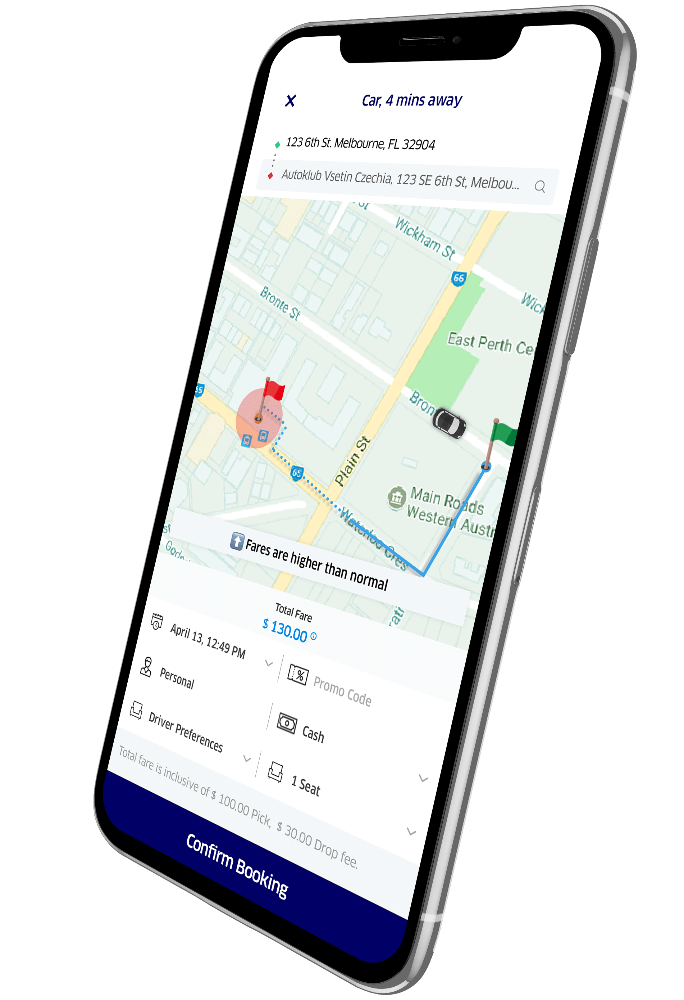 Car, 4 mins away
123 6th St. Melbourne, FL 32904
Autoklub Vsetin Czechia, 123 SE 6th St, Melbou...
Wickham St
66
Wick
Bronte St
East Perth Ce
65
Bron
Plain St
65
Main Roads
Western Austr
Waterloo Cres
Fares are higher than normal
Total Fare
$ 130.00
April 13, 12:49 PM
Promo Code
Personal
Cash
Driver Preferences
1 Seat
Total fare is inclusive of $ 100.00 Pick, $ 30.00 Drop fee.
Confirm Booking